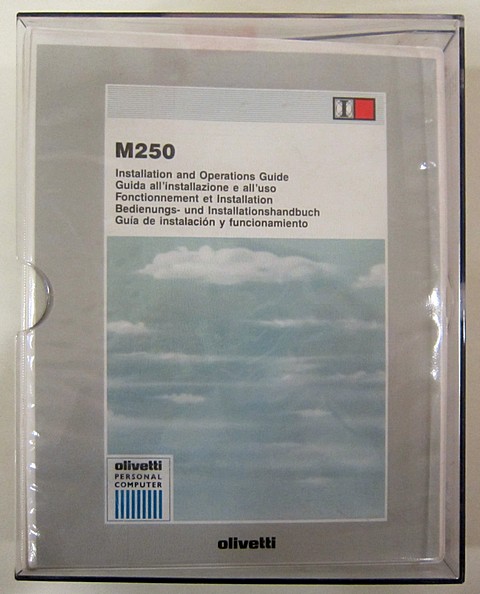 I
M250
Installation and Operations Guide
Guida all'installazione e all'uso
Fonctionnement et Installation
Bedienungs- und Installationshandbuch
Guía de instalación y funcionamiento
olivetti
PERSONAL
COMPUTER
olivetti